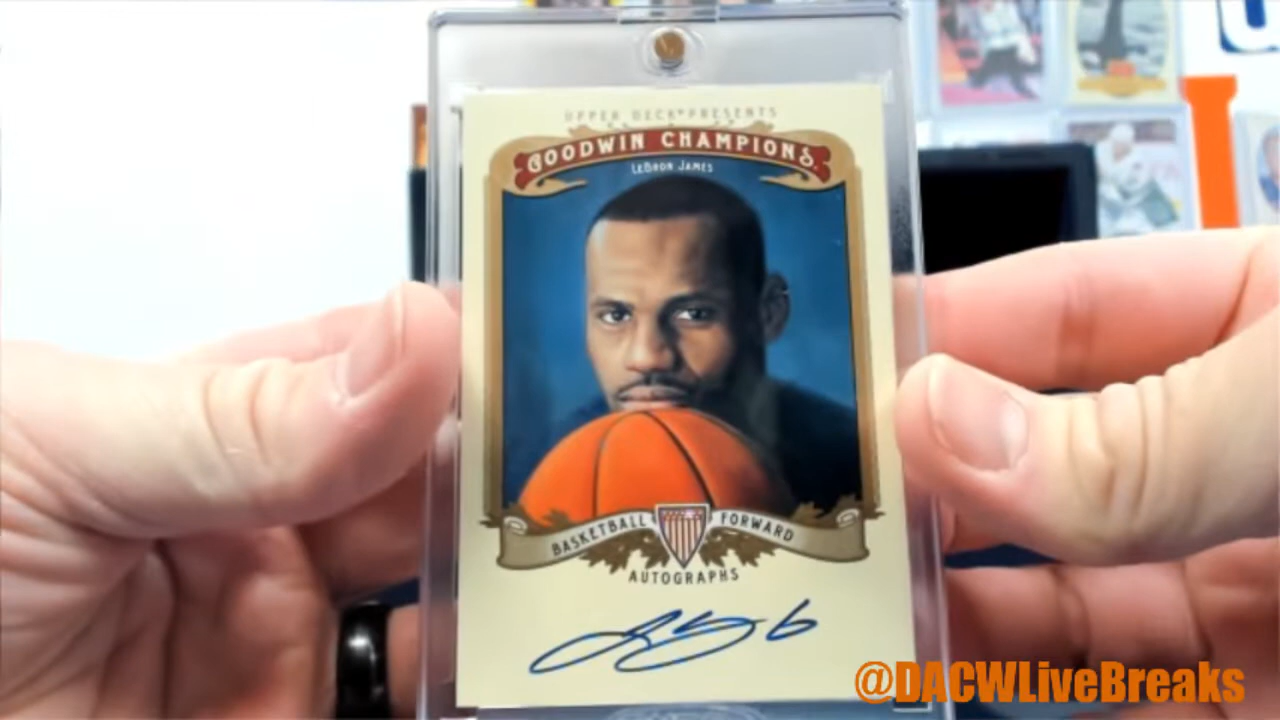 UPPER DECK PRESENTS
GOODWIN CHAMPIONS
LEBRON JAMES
BASKETBALL FORWARD
AUTOGRAPHS
@DACWLiveBreaks